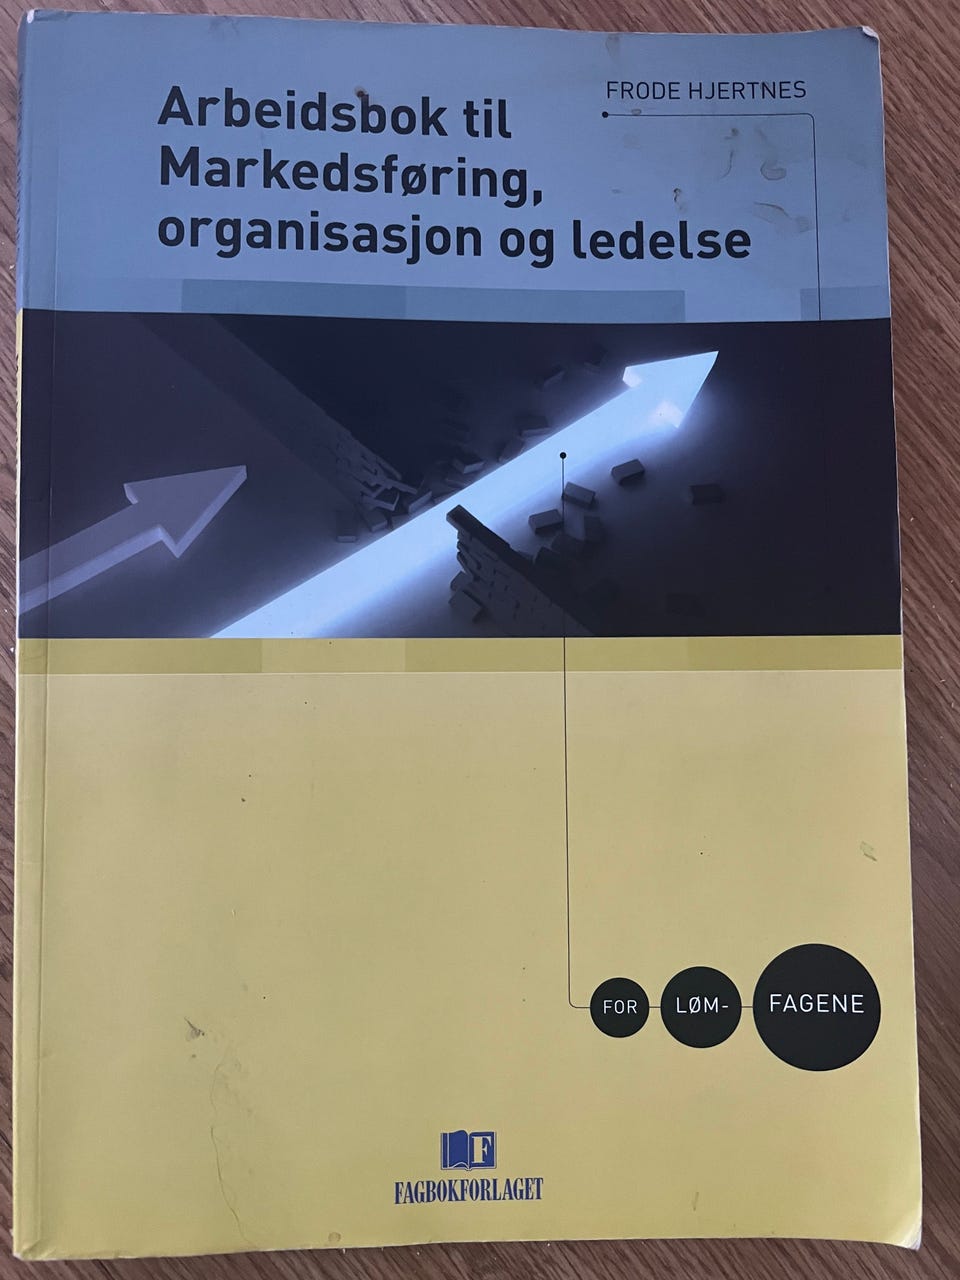 Arbeidsbok til
Markedsføring,
organisasjon og ledelse
FRODE HJERTNES
FOR LØM- FAGENE
F
FAGBOKFORLAGET